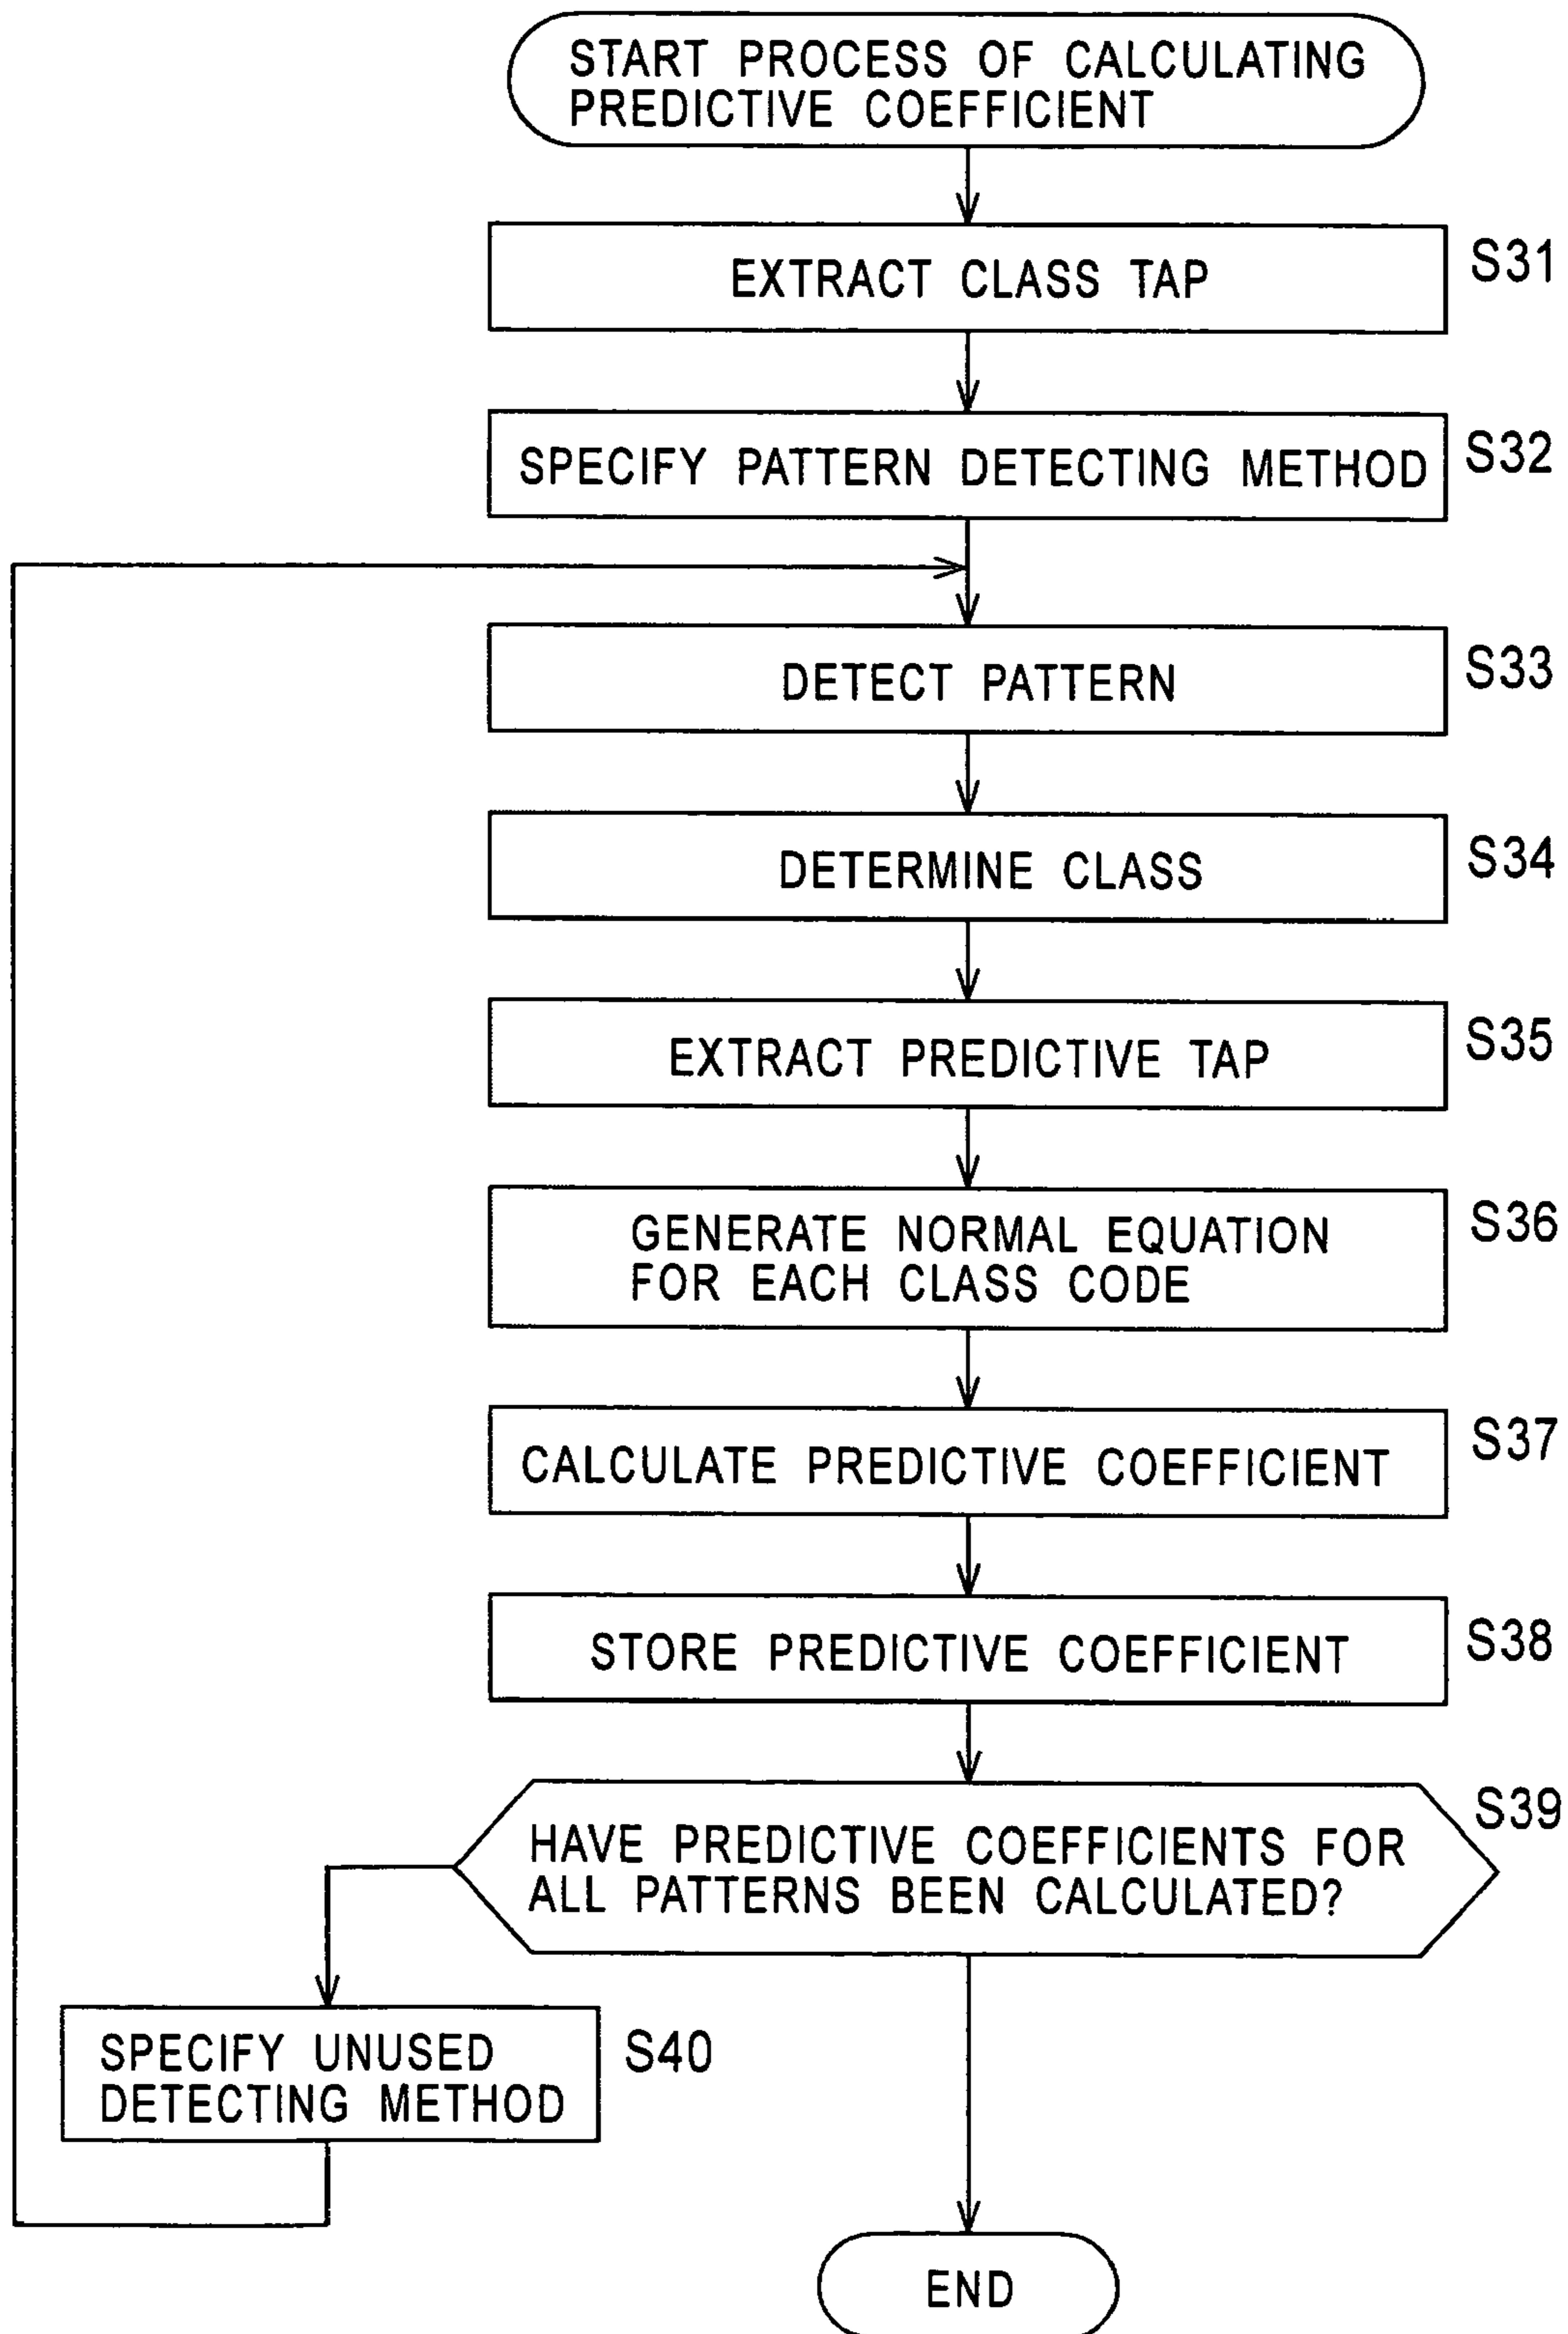 START PROCESS OF CALCULATING
PREDICTIVE COEFFICIENT
EXTRACT CLASS TAP
S31
SPECIFY PATTERN DETECTING METHOD
S32
DETECT PATTERN
S33
DETERMINE CLASS
S34
EXTRACT PREDICTIVE TAP
S35
GENERATE NORMAL EQUATION
FOR EACH CLASS CODE
S36
CALCULATE PREDICTIVE COEFFICIENT
S37
STORE PREDICTIVE COEFFICIENT
S38
HAVE PREDICTIVE COEFFICIENTS FOR
ALL PATTERNS BEEN CALCULATED?
S39
SPECIFY UNUSED
DETECTING METHOD
S40
END